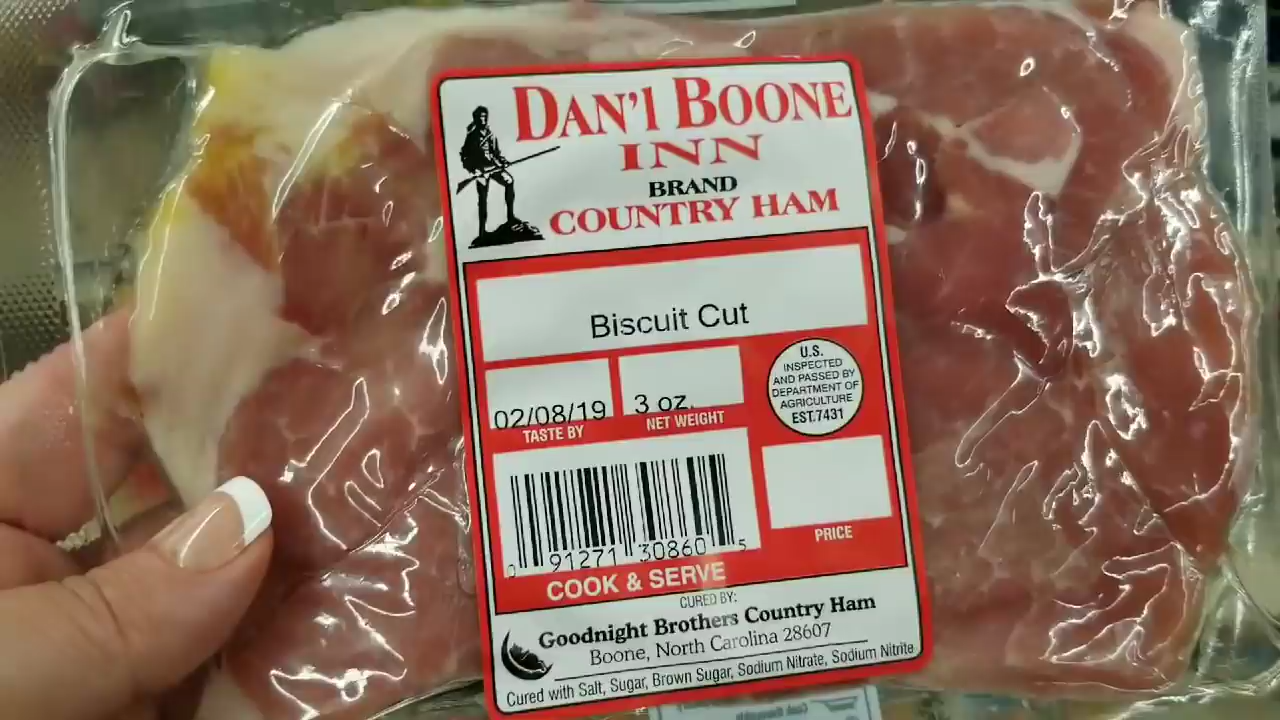 DAN'l BOONE
INN
BRAND
COUNTRY HAM
Biscuit Cut
02/08/19
TASTE BY
3 oz.
NET WEIGHT
U.S.
INSPECTED
AND PASSED BY
DEPARTMENT OF
AGRICULTURE
EST.7431
0 91271 30860 5
PRICE
COOK & SERVE
CURED BY:
Goodnight Brothers Country Ham
Boone, North Carolina 28607
Cured with Salt, Sugar, Brown Sugar, Sodium Nitrate, Sodium Nitrite